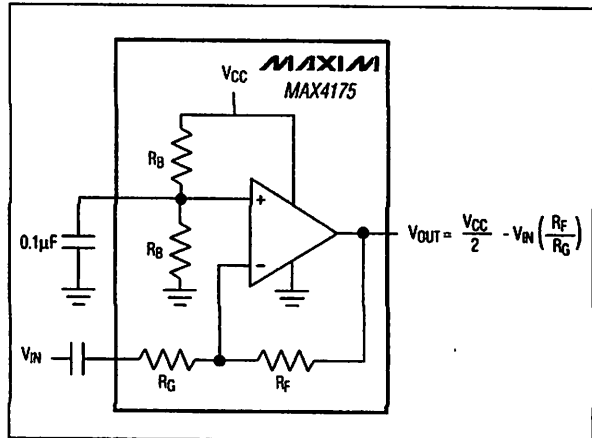 MAXIM
MAX4175
VCC
RB
+
0.1µF
RB
VOUT = VCC/2 - VIN (RF/RG)
−
VIN
RG
RF